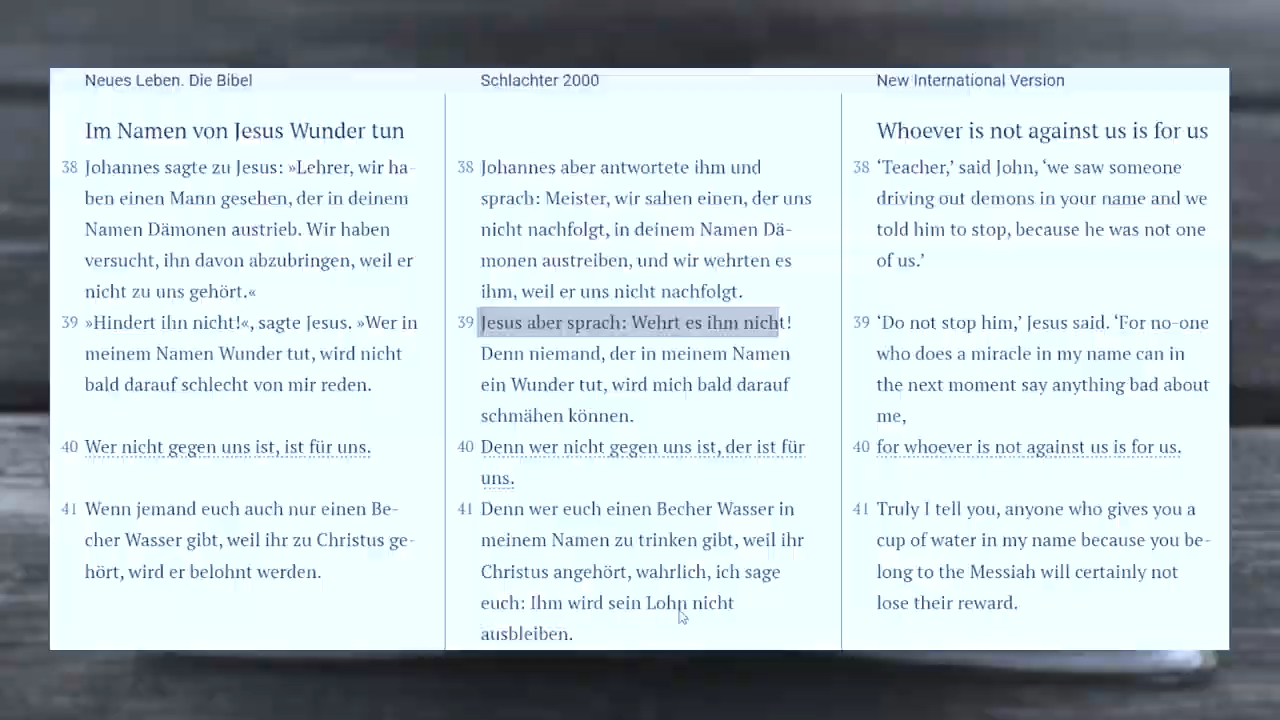 Neues Leben. Die Bibel
Im Namen von Jesus Wunder tun
38 Johannes sagte zu Jesus: »Lehrer, wir ha-
ben einen Mann gesehen, der in deinem
Namen Dämonen austrieb. Wir haben
versucht, ihn davon abzubringen, weil er
nicht zu uns gehört.«
39 »Hindert ihn nicht!«, sagte Jesus. »Wer in
meinem Namen Wunder tut, wird nicht
bald darauf schlecht von mir reden.
40 Wer nicht gegen uns ist, ist für uns.
41 Wenn jemand euch auch nur einen Be-
cher Wasser gibt, weil ihr zu Christus ge-
hört, wird er belohnt werden.
Schlachter 2000
38 Johannes aber antwortete ihm und
sprach: Meister, wir sahen einen, der uns
nicht nachfolgt, in deinem Namen Dä-
monen austreiben, und wir wehrten es
ihm, weil er uns nicht nachfolgt.
39 Jesus aber sprach: Wehrt es ihm nicht!
Denn niemand, der in meinem Namen
ein Wunder tut, wird mich bald darauf
schmähen können.
40 Denn wer nicht gegen uns ist, der ist für
uns.
41 Denn wer euch einen Becher Wasser in
meinem Namen zu trinken gibt, weil ihr
Christus angehört, wahrlich, ich sage
euch: Ihm wird sein Lohn nicht
ausbleiben.
New International Version
Whoever is not against us is for us
38 ‘Teacher,’ said John, ‘we saw someone
driving out demons in your name and we
told him to stop, because he was not one
of us.’
39 ‘Do not stop him,’ Jesus said. ‘For no-one
who does a miracle in my name can in
the next moment say anything bad about
me,
40 for whoever is not against us is for us.
41 Truly I tell you, anyone who gives you a
cup of water in my name because you be-
long to the Messiah will certainly not
lose their reward.